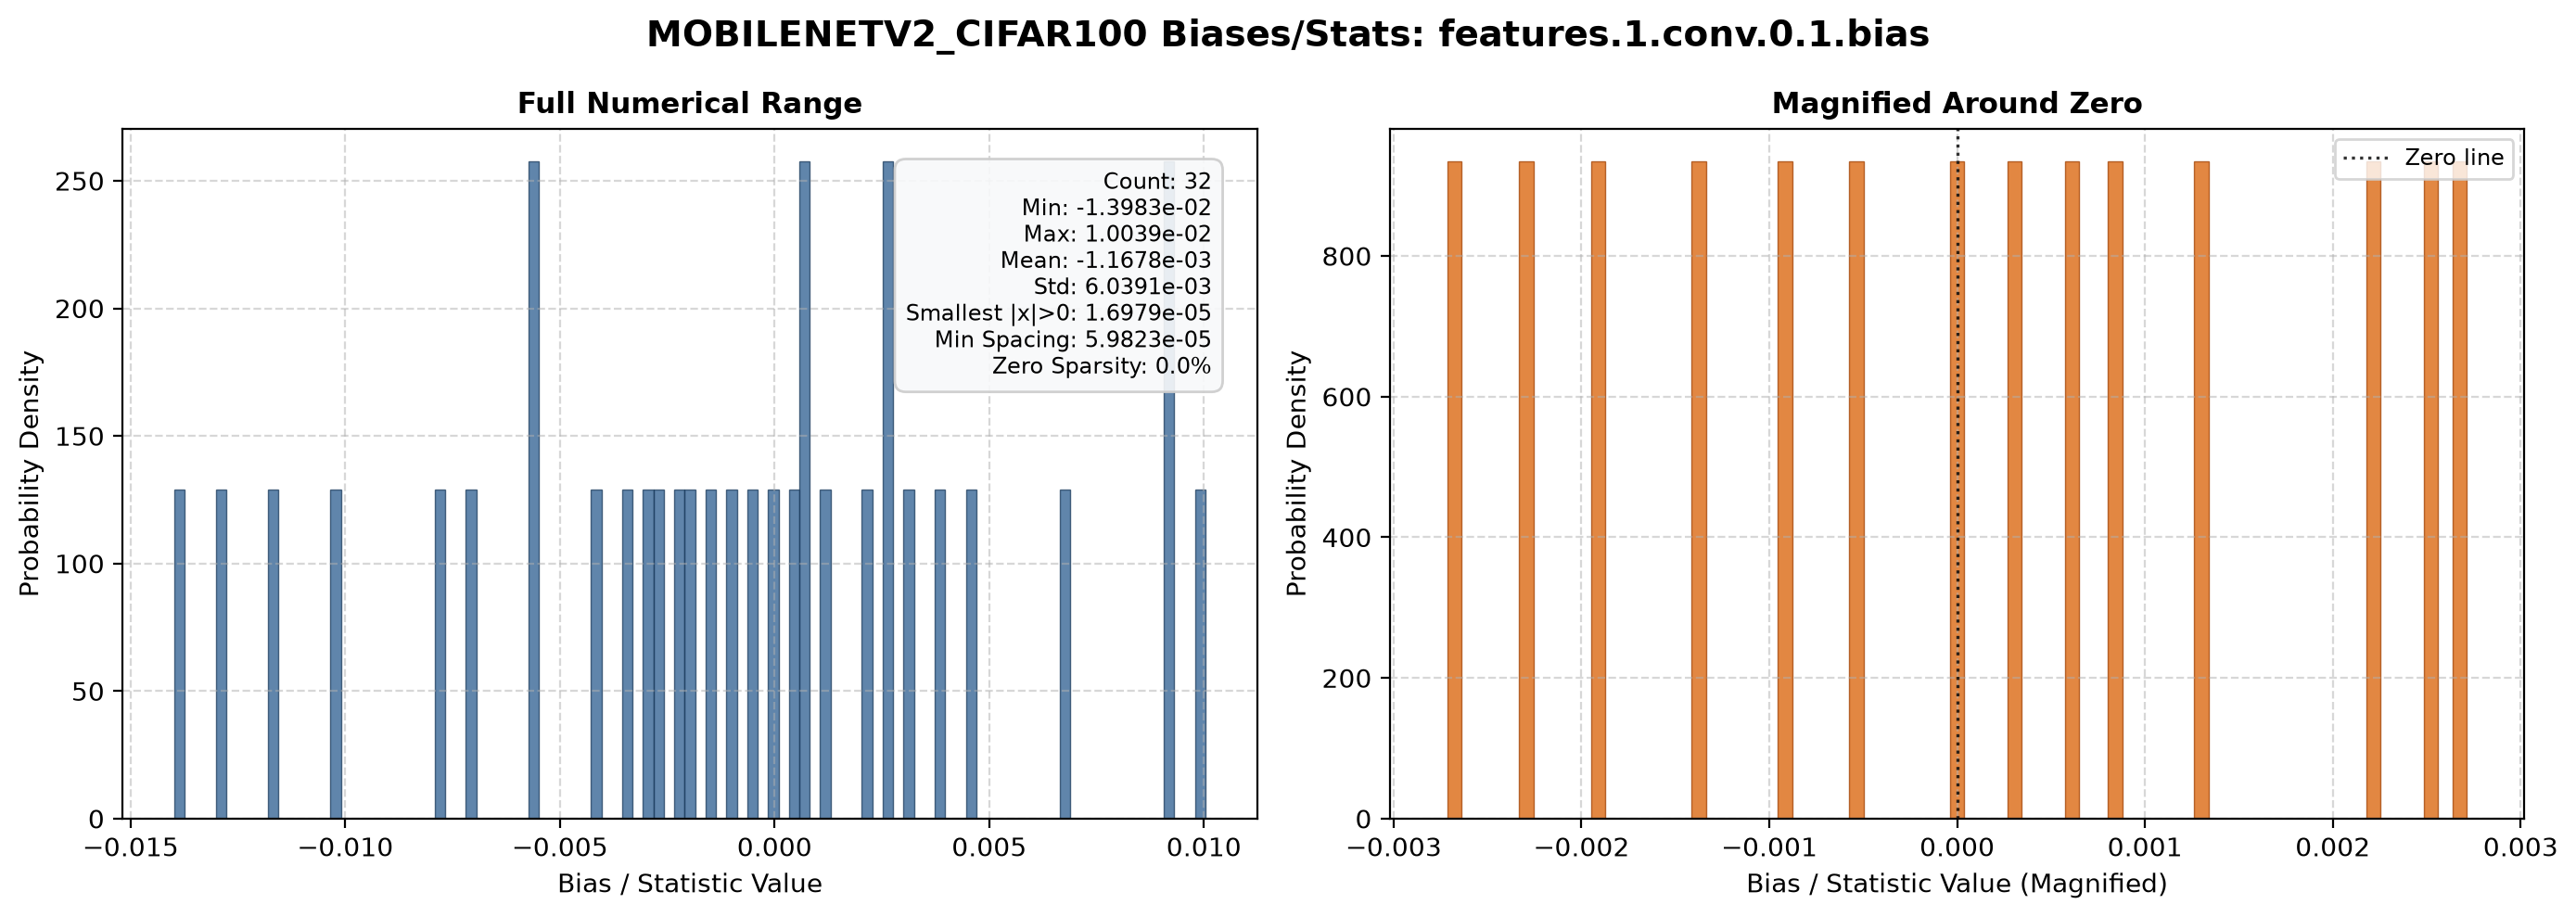 MOBILENETV2_CIFAR100 Biases/Stats: features.1.conv.0.1.bias
Full Numerical Range
Probability Density
250
200
150
100
50
0
Count: 32
Min: -1.3983e-02
Max: 1.0039e-02
Mean: -1.1678e-03
Std: 6.0391e-03
Smallest |x|>0: 1.6979e-05
Min Spacing: 5.9823e-05
Zero Sparsity: 0.0%
−0.015 −0.010 −0.005 0.000 0.005 0.010
Bias / Statistic Value
Magnified Around Zero
Probability Density
800
600
400
200
0
Zero line
−0.003 −0.002 −0.001 0.000 0.001 0.002 0.003
Bias / Statistic Value (Magnified)